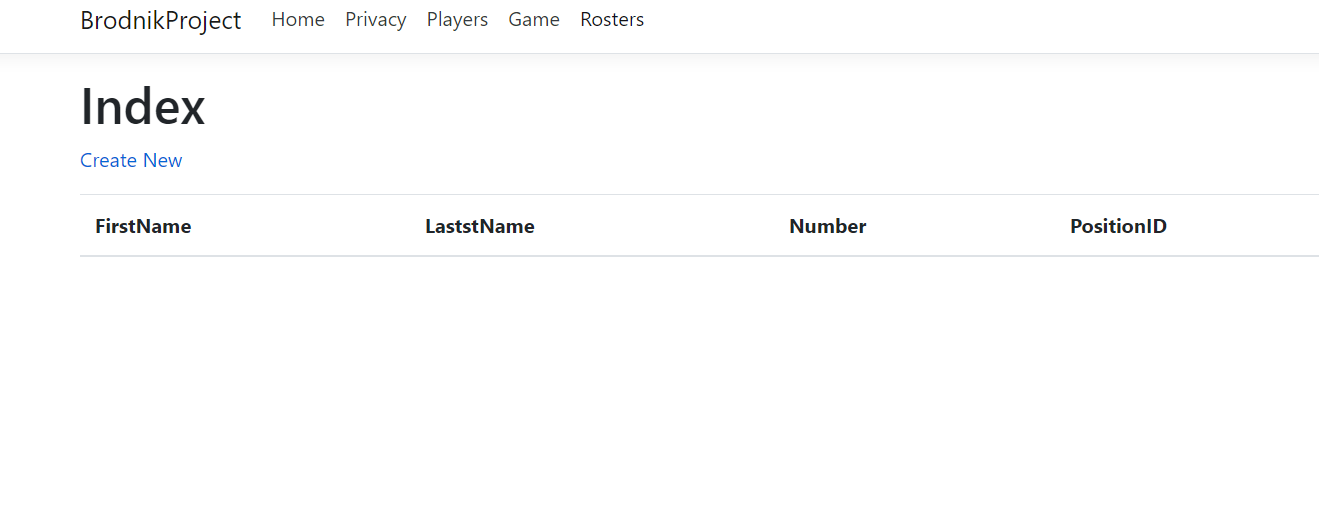 BrodnikProject Home Privacy Players Game Rosters
Index
Create New
FirstName LaststName Number PositionID